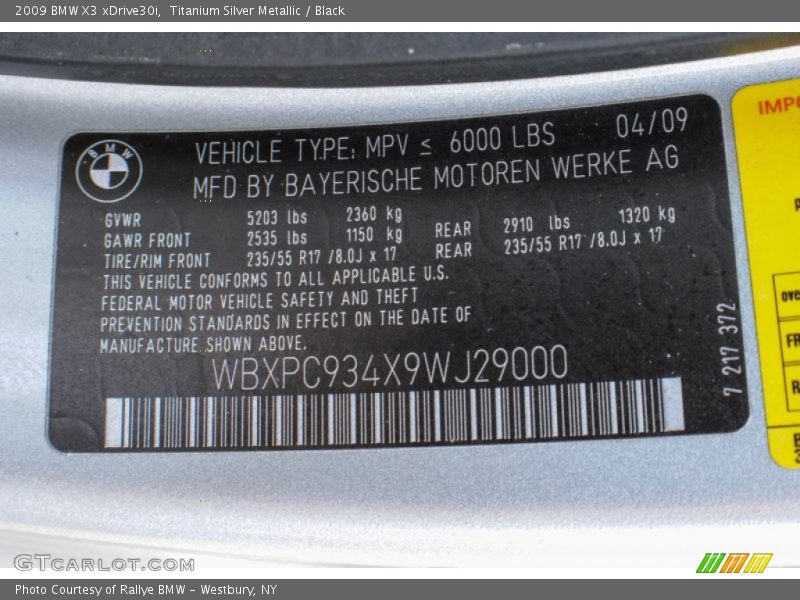 2009 BMW X3 xDrive30i,  Titanium Silver Metallic / Black
BMW
VEHICLE TYPE: MPV ≤ 6000 LBS 04/09
MFD BY BAYERISCHE MOTOREN WERKE AG
GVWR 5203 lbs 2360 kg
GAWR FRONT 2535 lbs 1150 kg REAR 2910 lbs 1320 kg
TIRE/RIM FRONT 235/55 R17 /8.0J x 17 REAR 235/55 R17 /8.0J x 17
THIS VEHICLE CONFORMS TO ALL APPLICABLE U.S.
FEDERAL MOTOR VEHICLE SAFETY AND THEFT
PREVENTION STANDARDS IN EFFECT ON THE DATE OF
MANUFACTURE SHOWN ABOVE.
WBXPC934X9WJ29000
7 217 372
GTCARLOT.COM
Photo Courtesy of Rallye BMW – Westbury, NY